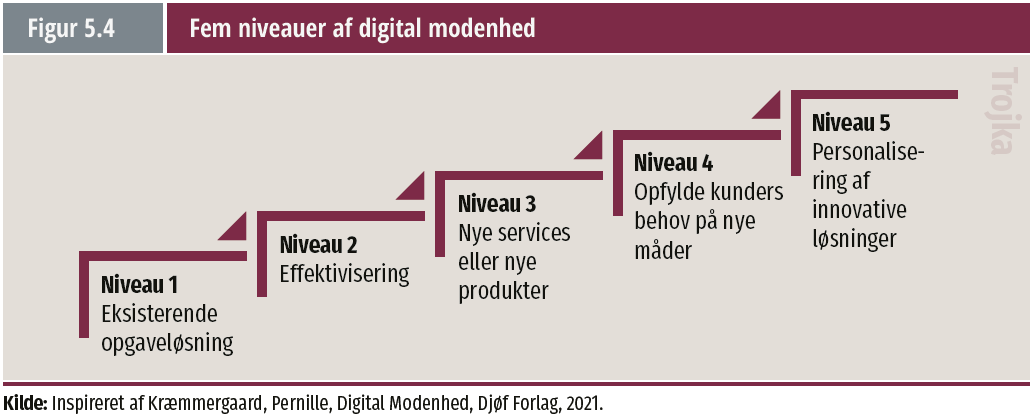 Figur 5.4
Fem niveauer af digital modenhed
Trojka
Niveau 1
Eksisterende
opgaveløsning
Niveau 2
Effektivisering
Niveau 3
Nye services
eller nye
produkter
Niveau 4
Opfylde kunders
behov på nye
måder
Niveau 5
Personalise-
ring af
innovative
løsninger
Kilde: Inspireret af Kræmmergaard, Pernille, Digital Modenhed, Djøf Forlag, 2021.